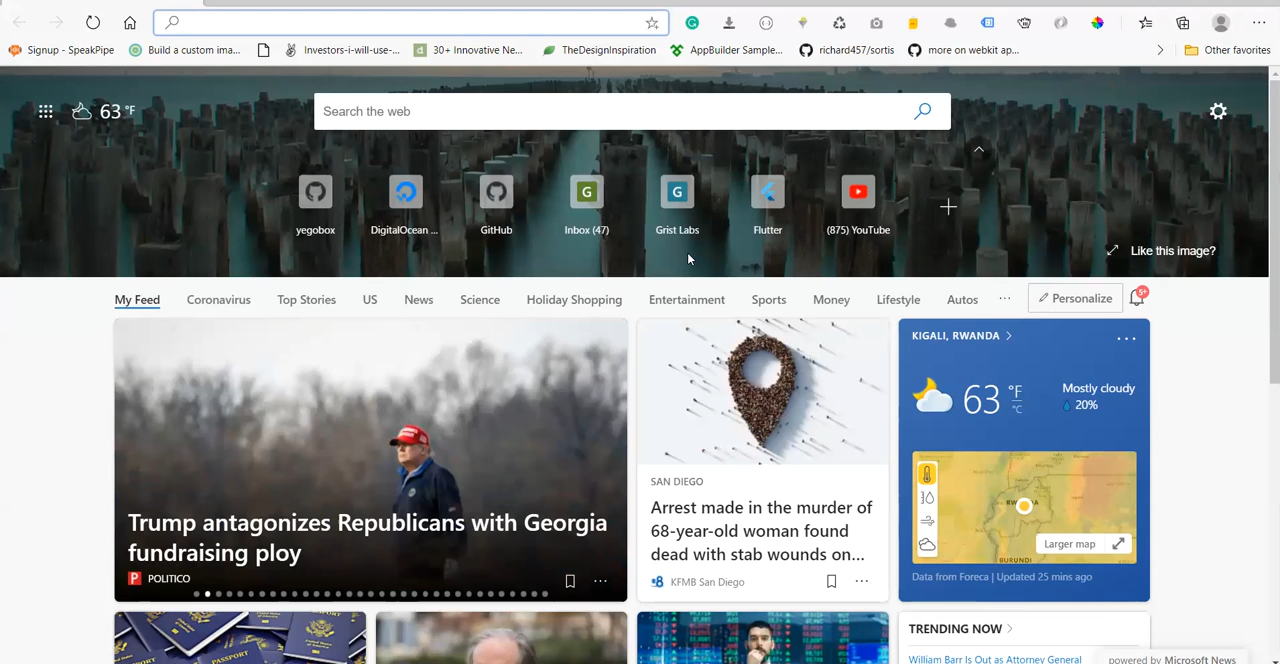 Signup - SpeakPipe
Build a custom ima...
Investors-i-will-use-...
30+ Innovative Ne...
TheDesignInspiration
AppBuilder Sample...
richard457/sortis
more on webkit ap...
Other favorites
63 °F
Search the web
yegobox
DigitalOcean ...
GitHub
G
Inbox (47)
G
Grist Labs
Flutter
(875) YouTube
Like this image?
My Feed
Coronavirus
Top Stories
US
News
Science
Holiday Shopping
Entertainment
Sports
Money
Lifestyle
Autos
...
Personalize
5+
Trump antagonizes Republicans with Georgia
fundraising ploy
POLITICO
SAN DIEGO
Arrest made in the murder of
68-year-old woman found
dead with stab wounds on...
KFMB San Diego
KIGALI, RWANDA
63 °F
°C
Mostly cloudy
20%
BURUNDI
Larger map
Data from Foreca | Updated 25 mins ago
TRENDING NOW
William Barr Is Out as Attorney General
powered by Microsoft News